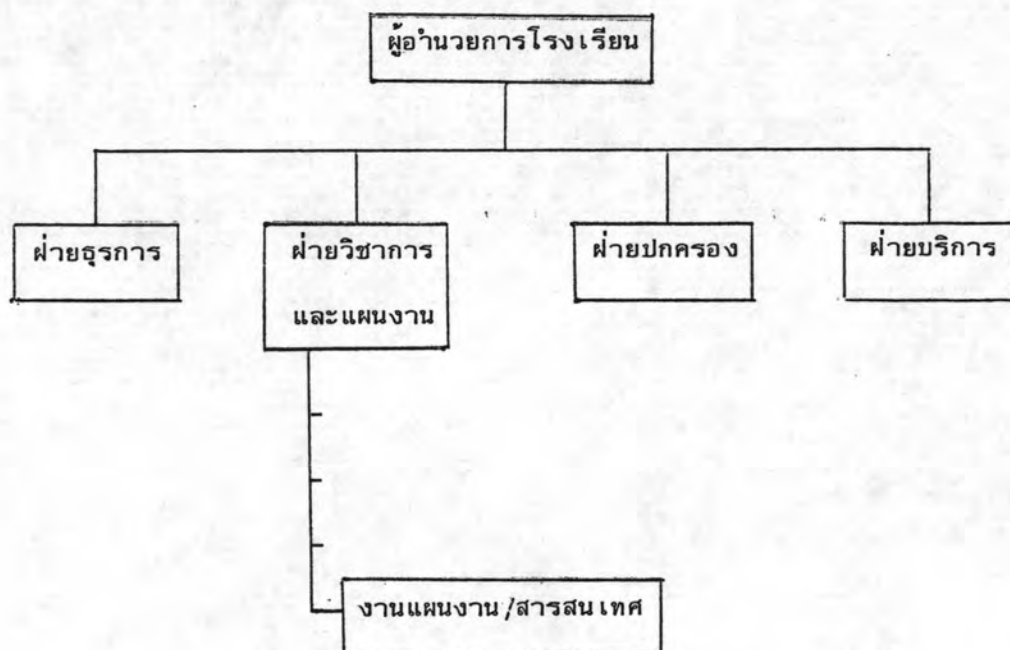 ผู้อำนวยการโรงเรียน
ฝ่ายธุรการ
ฝ่ายวิชาการ
และแผนงาน
ฝ่ายปกครอง
ฝ่ายบริการ
งานแผนงาน/สารสนเทศ